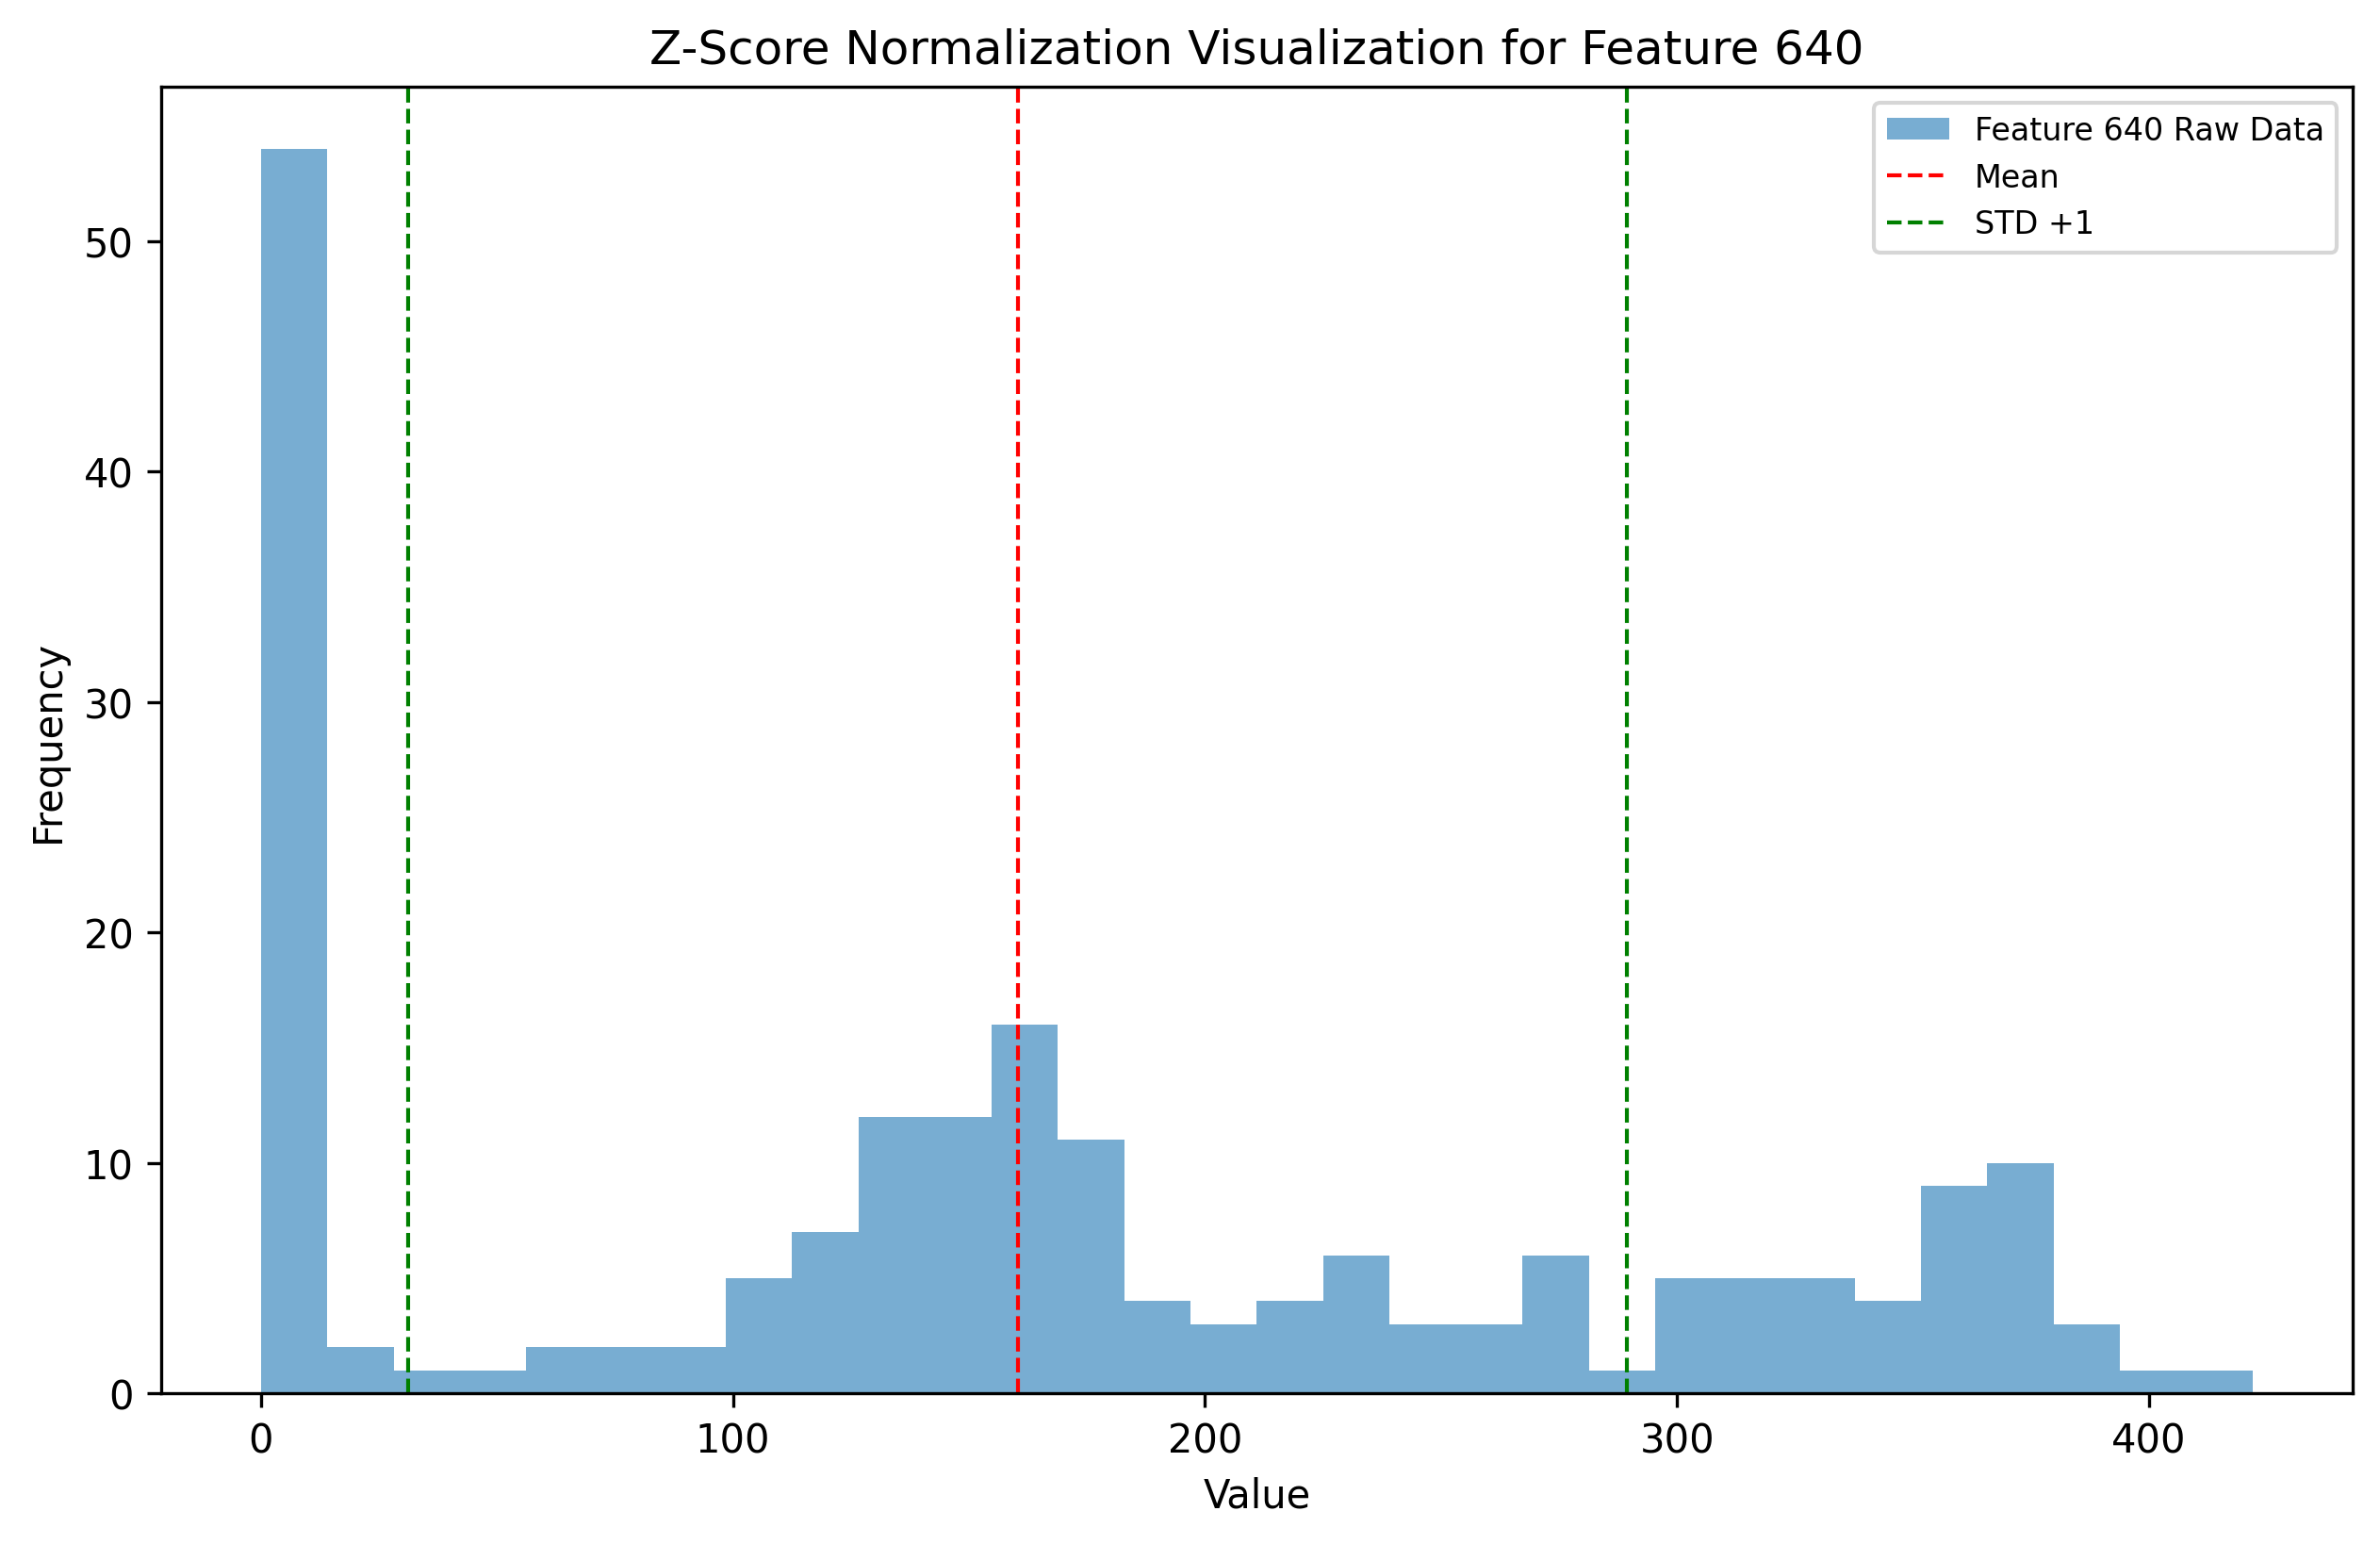 Z-Score Normalization Visualization for Feature 640
Feature 640 Raw Data
Mean
STD +1
50
40
30
20
10
0
Frequency
0 100 200 300 400
Value